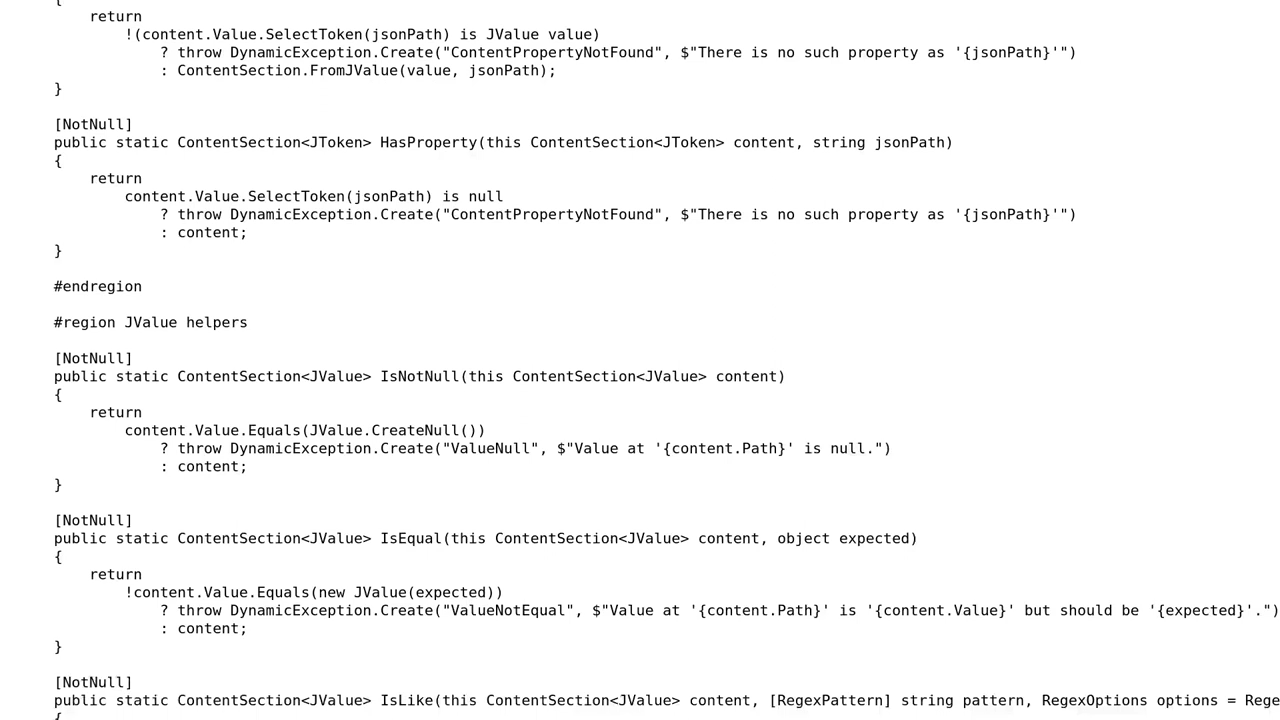 {
return
!(content.Value.SelectToken(jsonPath) is JValue value)
? throw DynamicException.Create("ContentPropertyNotFound", $"There is no such property as '{jsonPath}'")
: ContentSection.FromJValue(value, jsonPath);
}
[NotNull]
public static ContentSection<JToken> HasProperty(this ContentSection<JToken> content, string jsonPath)
{
return
content.Value.SelectToken(jsonPath) is null
? throw DynamicException.Create("ContentPropertyNotFound", $"There is no such property as '{jsonPath}'")
: content;
}
#endregion
#region JValue helpers
[NotNull]
public static ContentSection<JValue> IsNotNull(this ContentSection<JValue> content)
{
return
content.Value.Equals(JValue.CreateNull())
? throw DynamicException.Create("ValueNull", $"Value at '{content.Path}' is null.")
: content;
}
[NotNull]
public static ContentSection<JValue> IsEqual(this ContentSection<JValue> content, object expected)
{
return
!content.Value.Equals(new JValue(expected))
? throw DynamicException.Create("ValueNotEqual", $"Value at '{content.Path}' is '{content.Value}' but should be '{expected}'.")
: content;
}
[NotNull]
public static ContentSection<JValue> IsLike(this ContentSection<JValue> content, [RegexPattern] string pattern, RegexOptions options = Rege
{